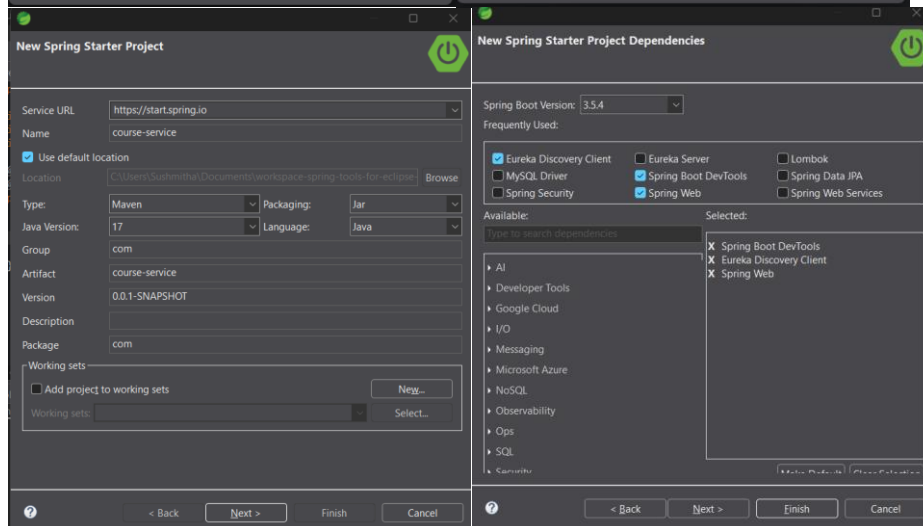 New Spring Starter Project
Service URL https://start.spring.io
Name course-service
Use default location
Location C:\Users\Sushmitha\Documents\workspace-spring-tools-for-eclipse- Browse
Type: Maven Packaging: Jar
Java Version: 17 Language: Java
Group com
Artifact course-service
Version 0.0.1-SNAPSHOT
Description
Package com
Working sets
Add project to working sets New...
Working sets: Select...
< Back Next > Finish Cancel
New Spring Starter Project Dependencies
Spring Boot Version: 3.5.4
Frequently Used:
Eureka Discovery Client Eureka Server Lombok
MySQL Driver Spring Boot DevTools Spring Data JPA
Spring Security Spring Web Spring Web Services
Available: Selected:
Type to search dependencies
X Spring Boot DevTools
X Eureka Discovery Client
X Spring Web
AI
Developer Tools
Google Cloud
I/O
Messaging
Microsoft Azure
NoSQL
Observability
Ops
SQL
Security
Make Default Clear Selection
< Back Next > Finish Cancel